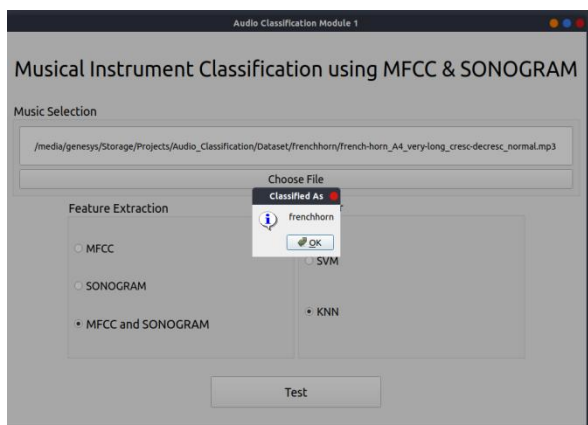 Audio Classification Module 1
Musical Instrument Classification using MFCC & SONOGRAM
Music Selection
/media/genesys/Storage/Projects/Audio_Classification/Dataset/frenchhorn/french-horn_A4_very-long_cresc-decresc_normal.mp3
Choose File
Classified As
frenchhorn
OK
Feature Extraction
MFCC
SONOGRAM
MFCC and SONOGRAM
SVM
KNN
Test